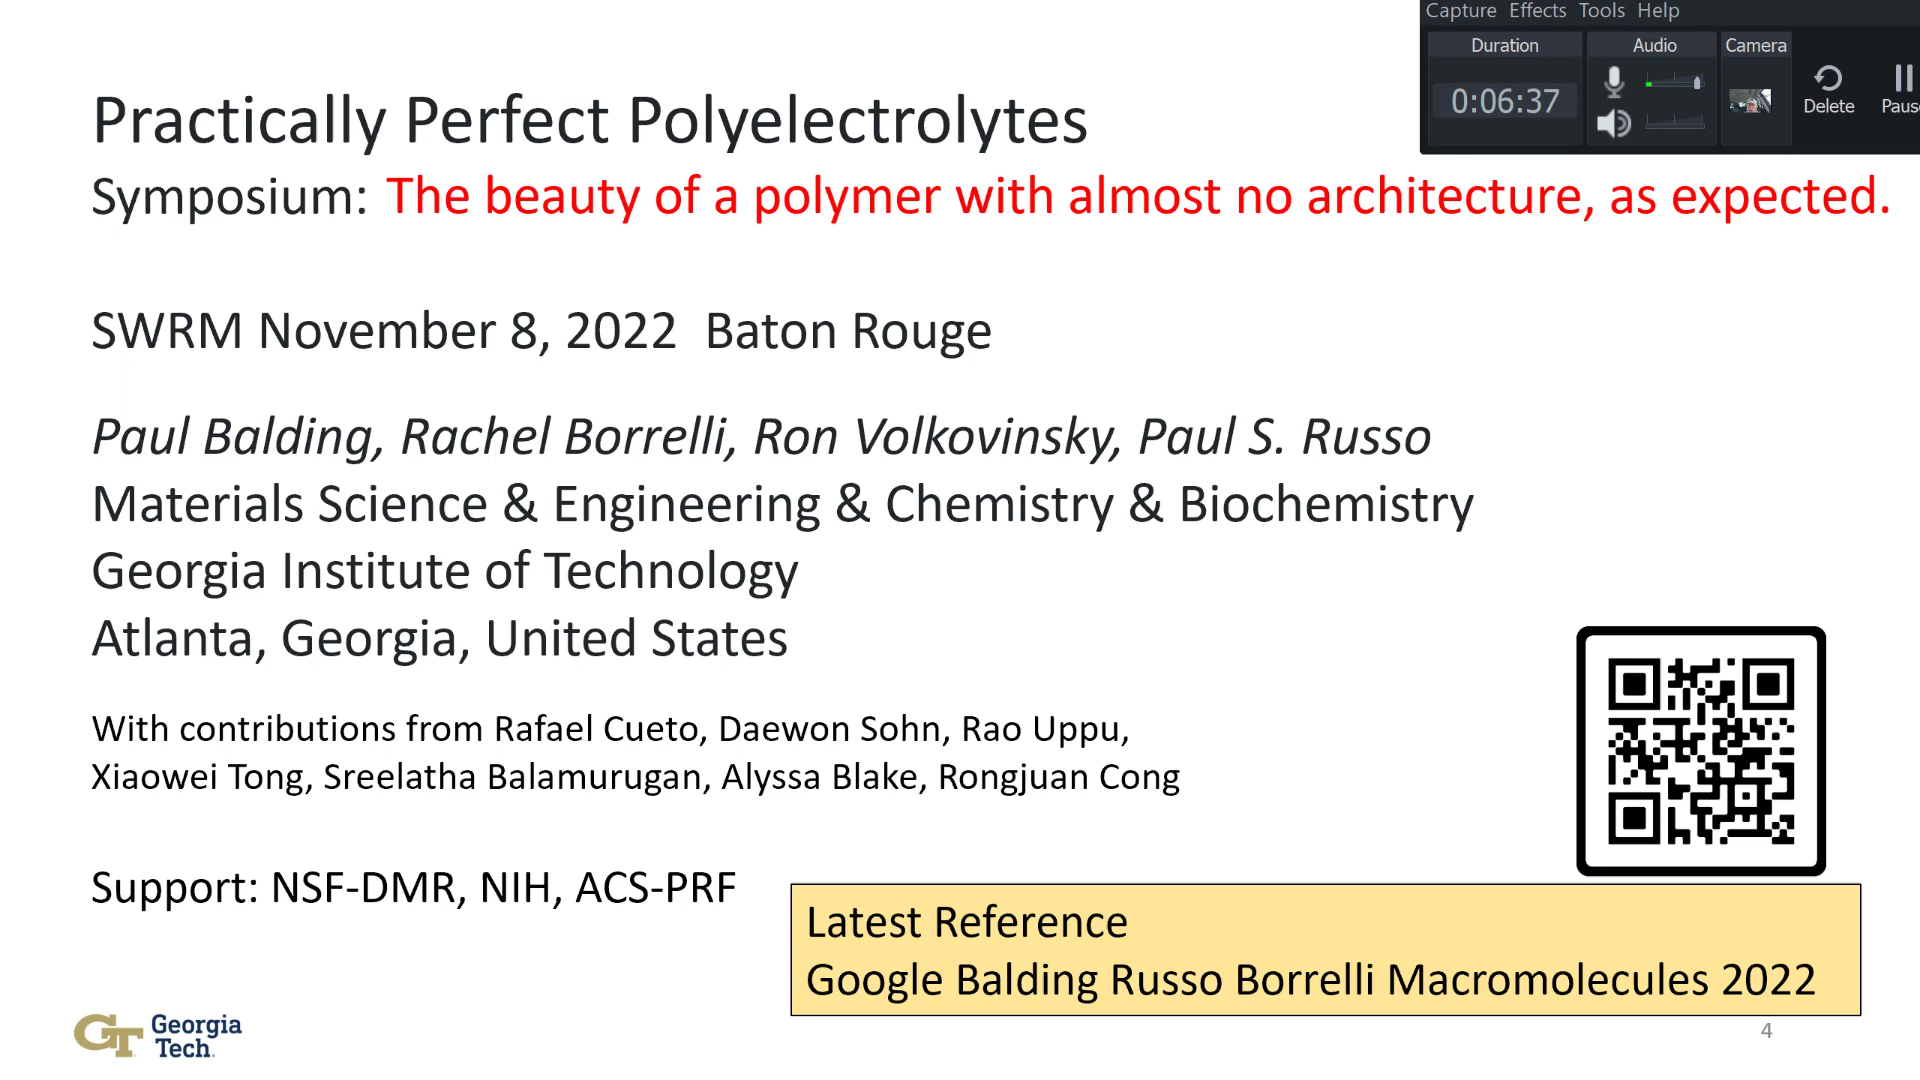 Capture Effects Tools Help
Duration Audio Camera
0:06:37
Delete
Paus
Practically Perfect Polyelectrolytes
Symposium: The beauty of a polymer with almost no architecture, as expected.
SWRM November 8, 2022 Baton Rouge
Paul Balding, Rachel Borrelli, Ron Volkovinsky, Paul S. Russo
Materials Science & Engineering & Chemistry & Biochemistry
Georgia Institute of Technology
Atlanta, Georgia, United States
With contributions from Rafael Cueto, Daewon Sohn, Rao Uppu,
Xiaowei Tong, Sreelatha Balamurugan, Alyssa Blake, Rongjuan Cong
Support: NSF-DMR, NIH, ACS-PRF
Latest Reference
Google Balding Russo Borrelli Macromolecules 2022
GT Georgia
Tech
4